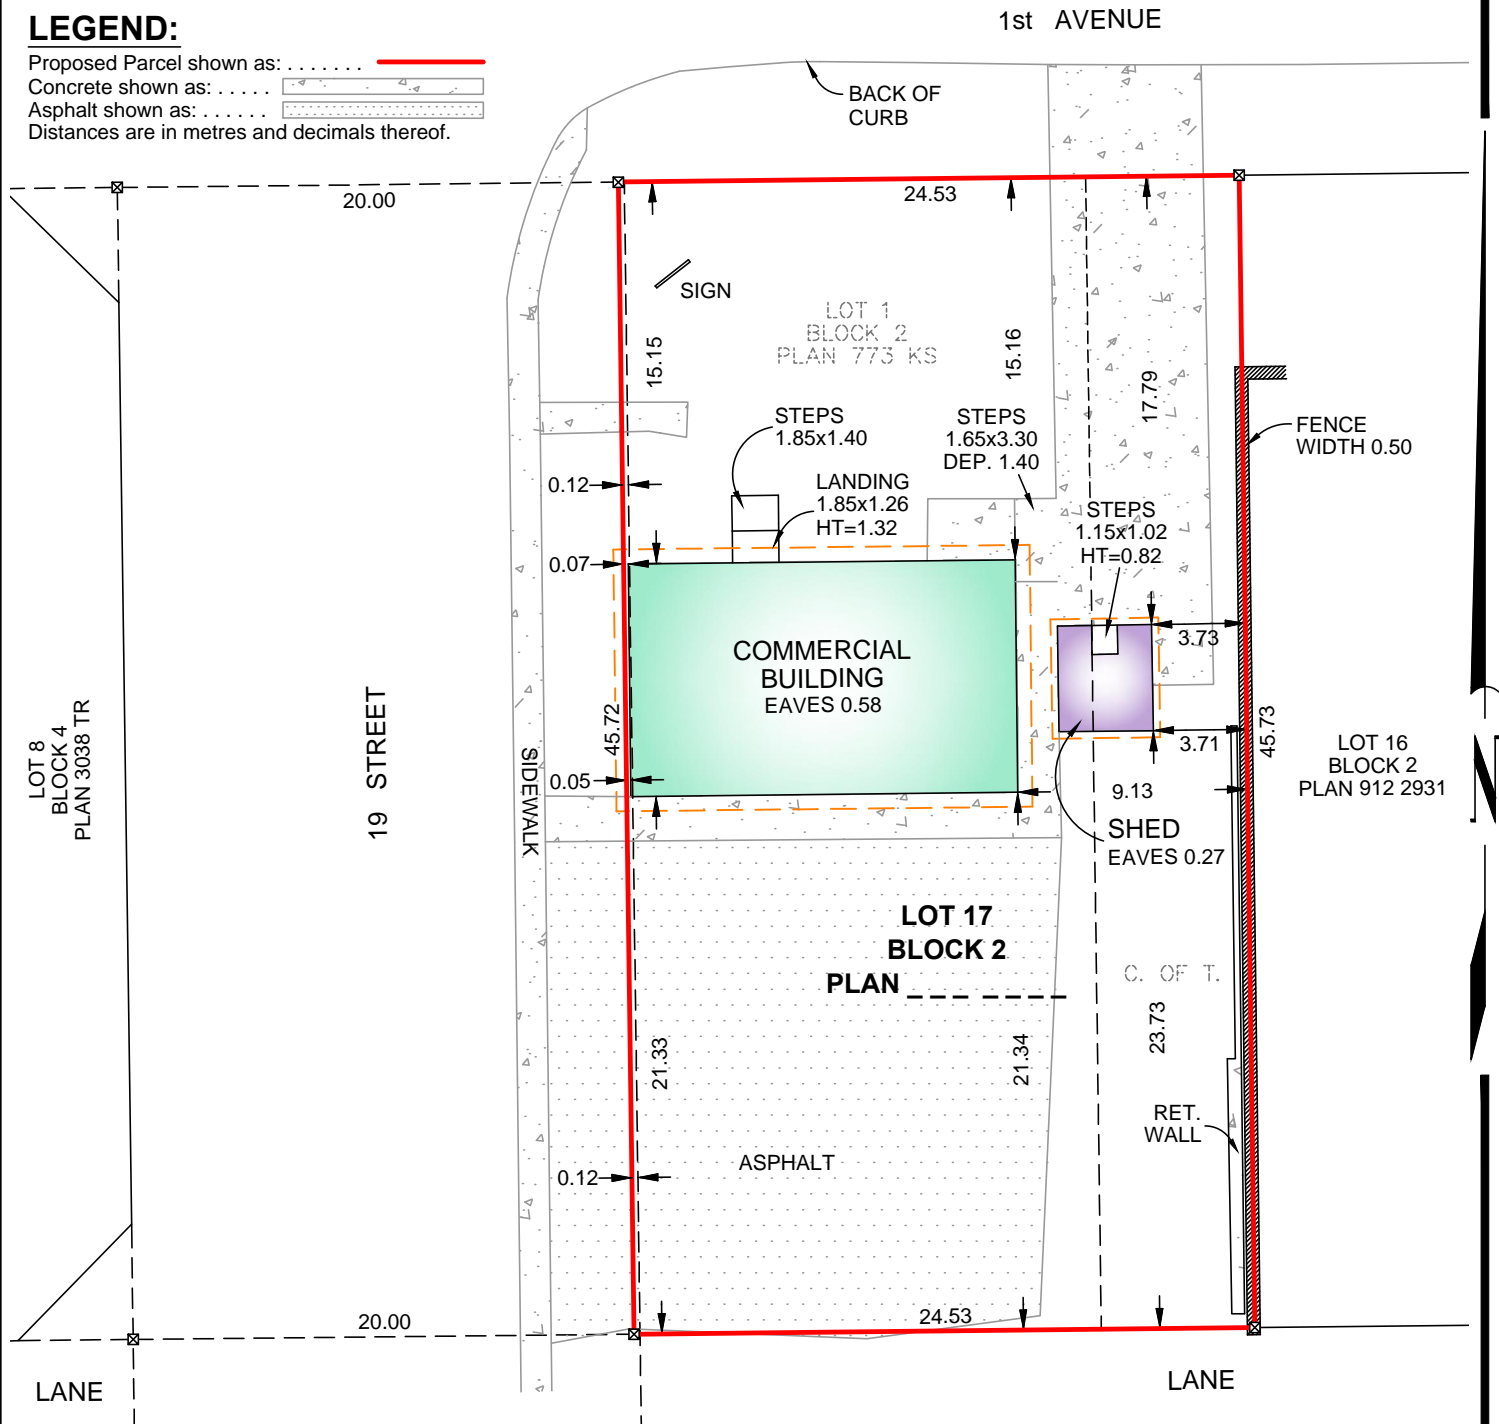 LEGEND:
1st AVENUE
Proposed Parcel shown as: . . . . . . .
Concrete shown as: . . . . .
Asphalt shown as: . . . . . .
Distances are in metres and decimals thereof.
BACK OF
CURB
20.00
24.53
SIGN
LOT 1
BLOCK 2
PLAN 773 KS
15.15
15.16
17.79
STEPS
1.85x1.40
STEPS
1.65x3.30
DEP. 1.40
FENCE
WIDTH 0.50
0.12
LANDING
1.85x1.26
HT=1.32
STEPS
1.15x1.02
HT=0.82
0.07
COMMERCIAL
BUILDING
EAVES 0.58
3.73
LOT 8
BLOCK 4
PLAN 3038 TR
19 STREET
SIDEWALK
45.72
3.71
45.73
LOT 16
BLOCK 2
PLAN 912 2931
N
0.05
9.13
SHED
EAVES 0.27
LOT 17
BLOCK 2
PLAN _ _ _ _ _ _ _
C. OF T.
21.33
21.34
23.73
RET.
WALL
ASPHALT
0.12
20.00
24.53
LANE
LANE